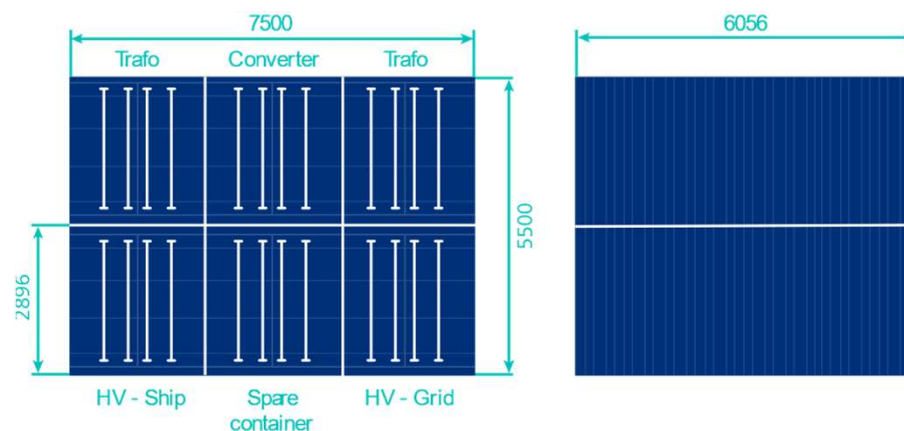 7500
6056
Trafo
Converter
Trafo
5500
2896
HV - Ship
Spare
container
HV - Grid